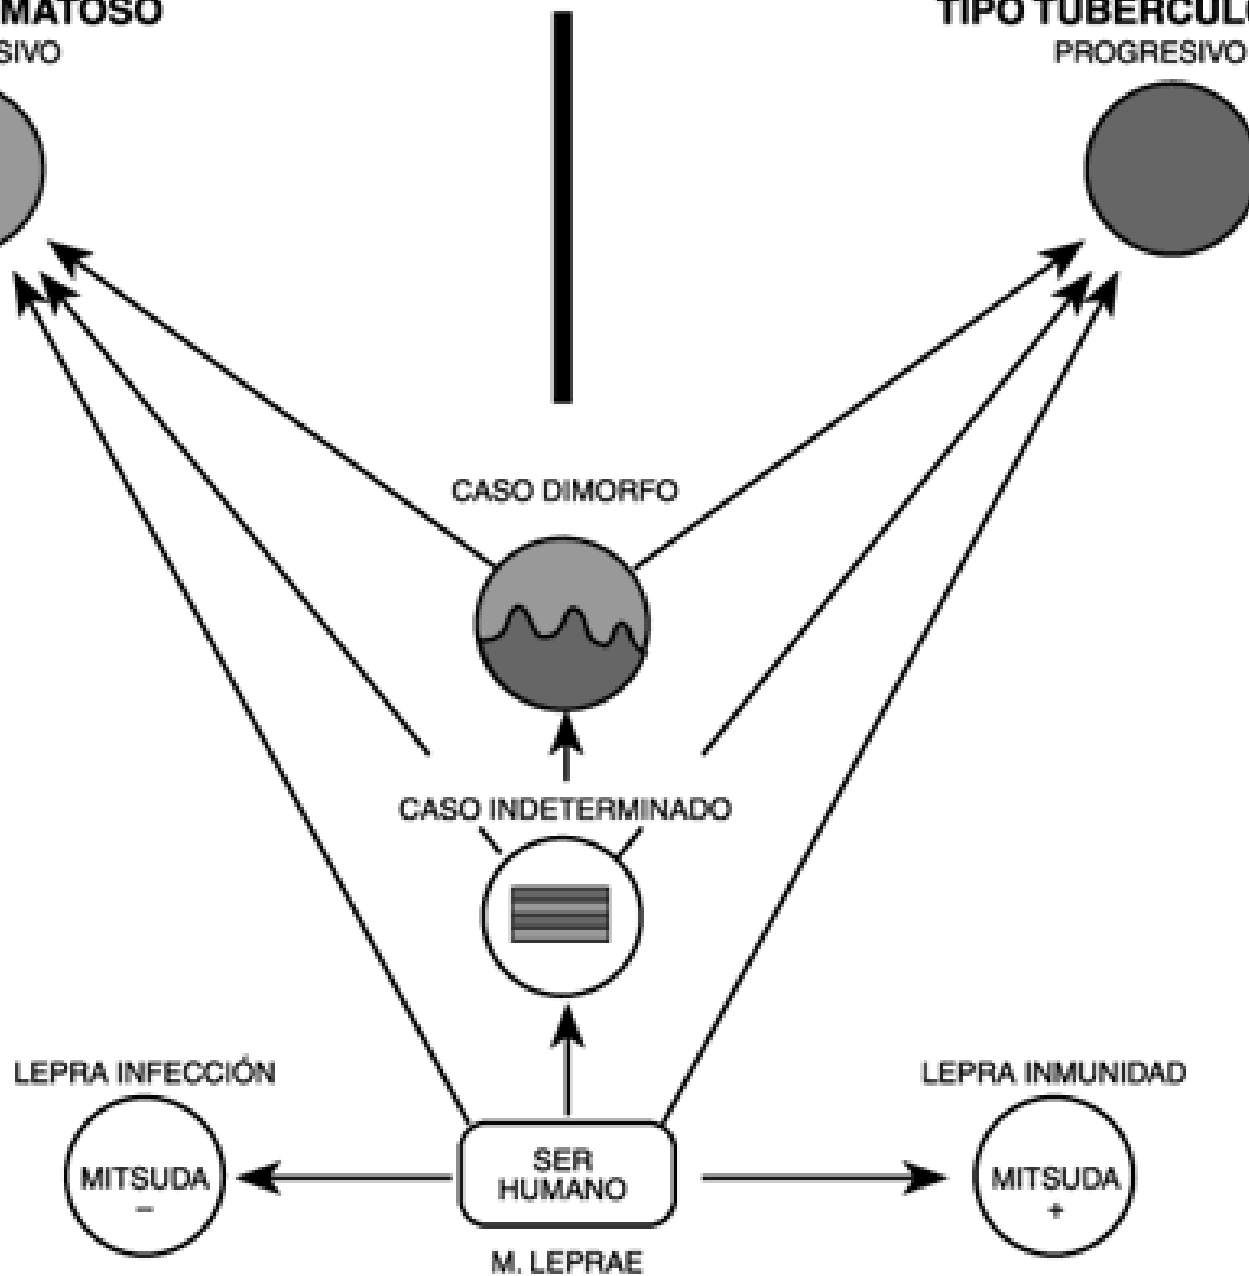 MATOSO
SIVO
TIPO TUBERCUL
PROGRESIVO
CASO DIMORFO
CASO INDETERMINADO
LEPRA INFECCIÓN
LEPRA INMUNIDAD
MITSUDA
–
SER
HUMANO
MITSUDA
+
M. LEPRAE